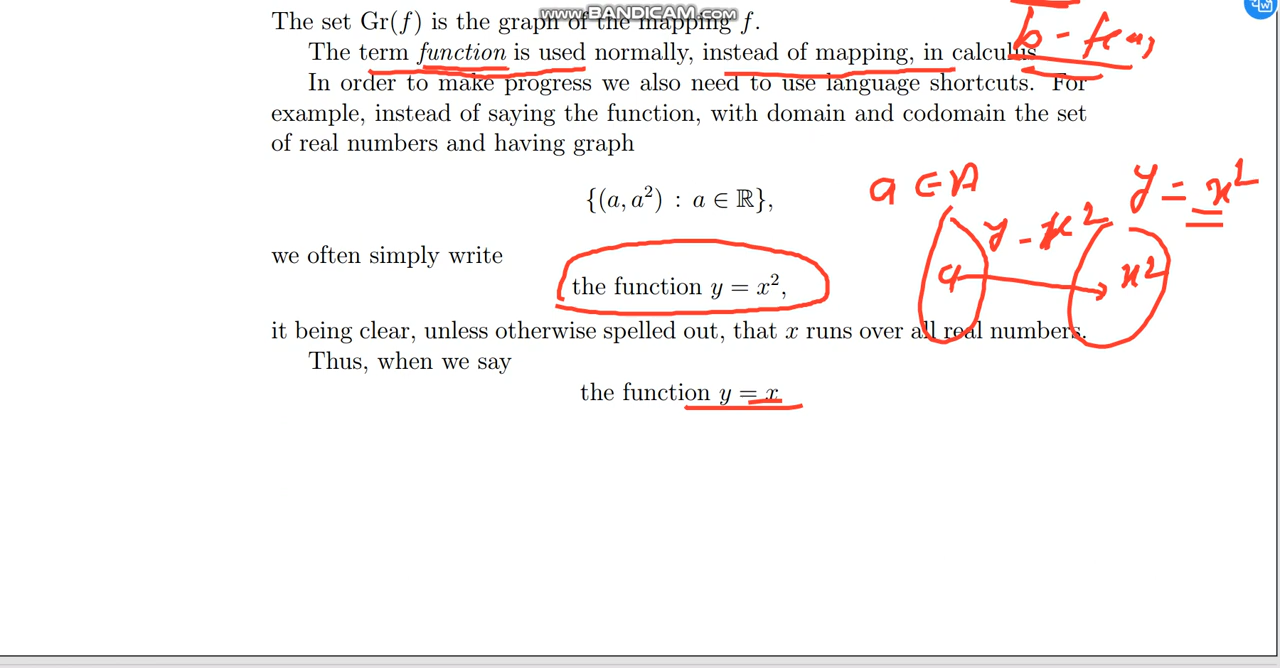 www.BANDICAM.com
The set Gr(f) is the graph of the mapping f.
The term function is used normally, instead of mapping, in calculus
In order to make progress we also need to use language shortcuts. For
example, instead of saying the function, with domain and codomain the set
of real numbers and having graph
a ∈ A
y = x²
{(a, a²) : a ∈ ℝ},
y - x²
we often simply write
x²
the function y = x²,
it being clear, unless otherwise spelled out, that x runs over all real numbers.
Thus, when we say
the function y = x